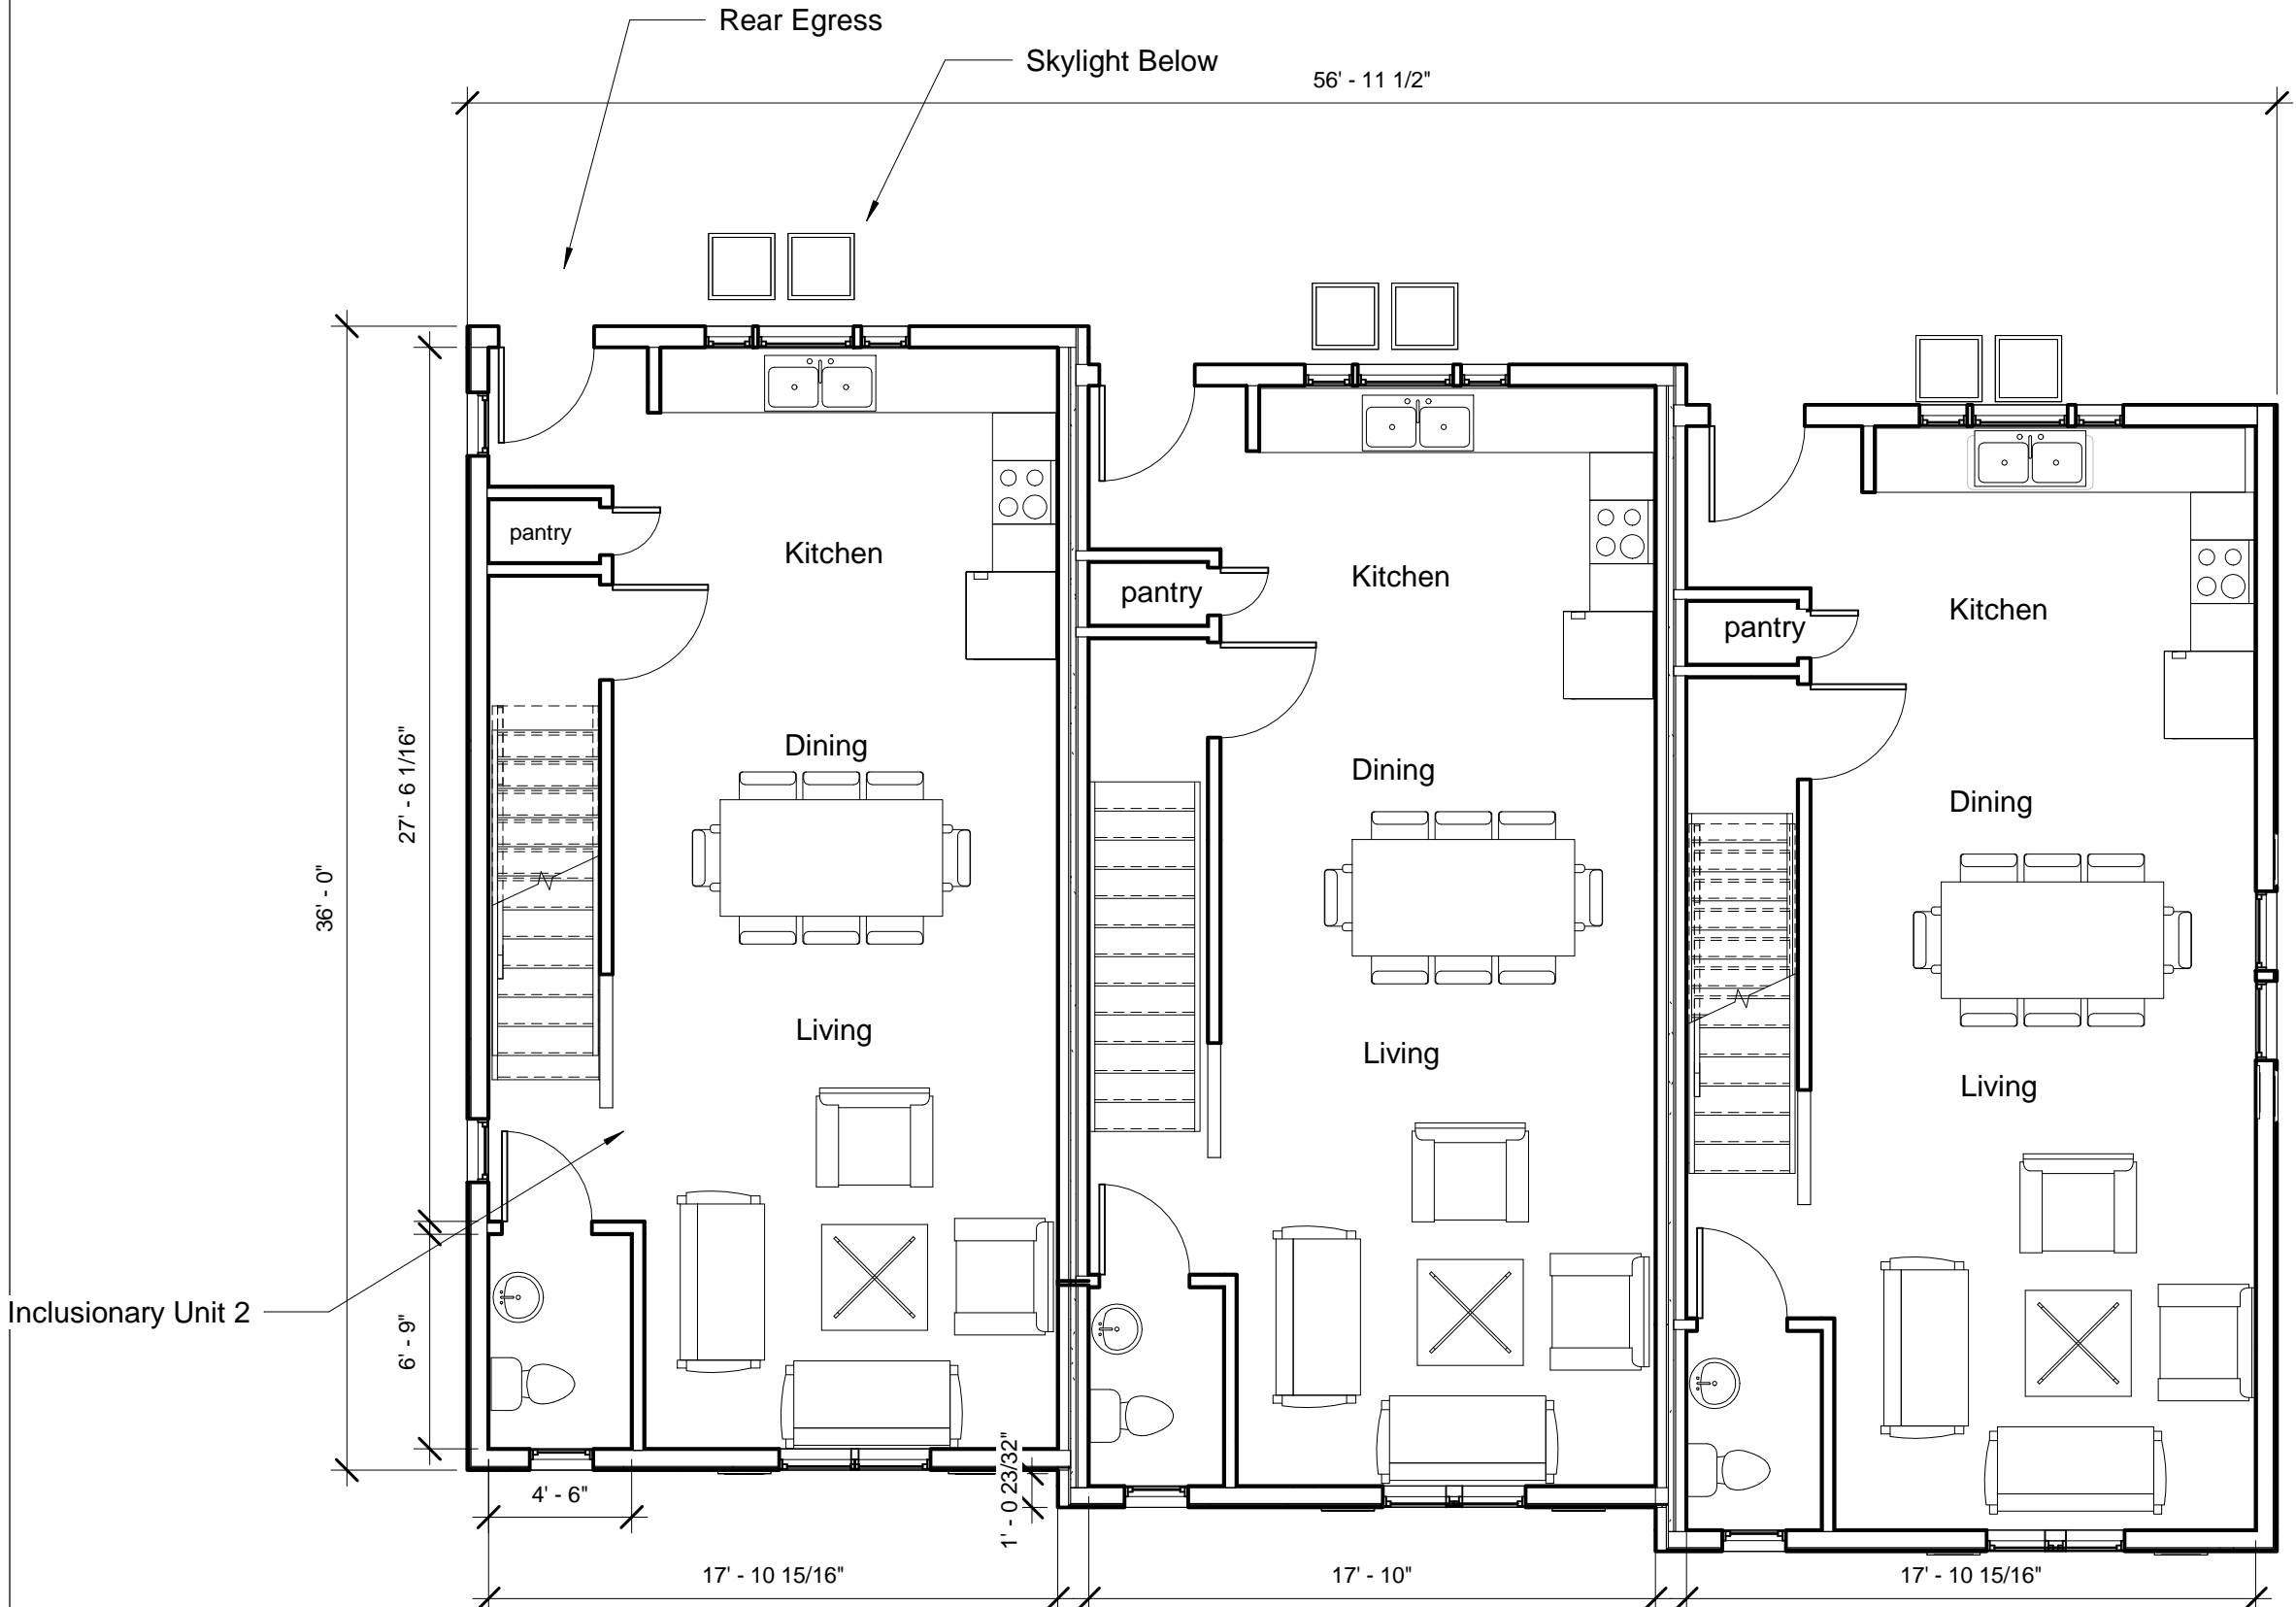 Rear Egress
Skylight Below
56' - 11 1/2"
pantry
Kitchen
pantry
Kitchen
pantry
Kitchen
Dining
Dining
Dining
27' - 6 1/16"
36' - 0"
Living
Living
Living
Inclusionary Unit 2
6' - 9"
4' - 6"
1' - 0 23/32"
17' - 10 15/16"
17' - 10"
17' - 10 15/16"